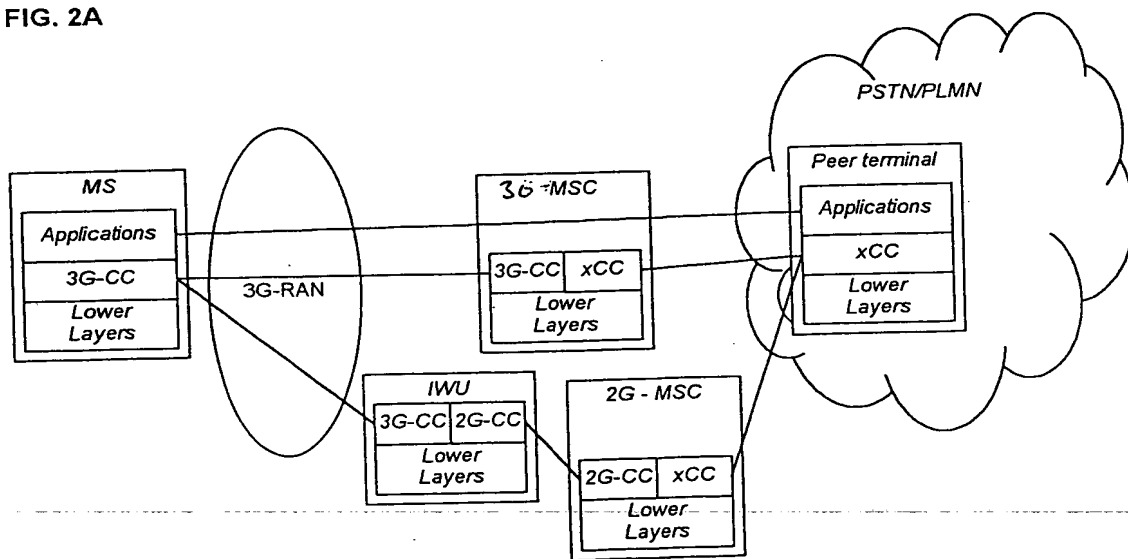 FIG. 2A
PSTN/PLMN
MS
Applications
3G-CC
Lower
Layers
3G-RAN
3G-MSC
3G-CC xCC
Lower
Layers
Peer terminal
Applications
xCC
Lower
Layers
IWU
3G-CC 2G-CC
Lower
Layers
2G - MSC
2G-CC xCC
Lower
Layers